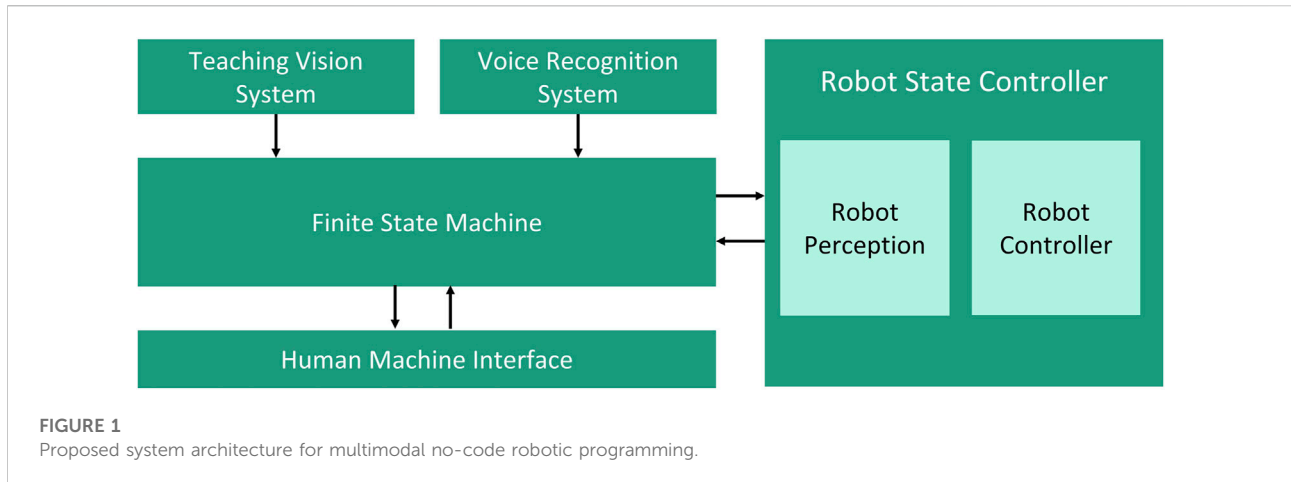 Teaching Vision
System
Voice Recognition
System
Robot State Controller
Finite State Machine
Robot
Perception
Robot
Controller
Human Machine Interface
FIGURE 1
Proposed system architecture for multimodal no-code robotic programming.